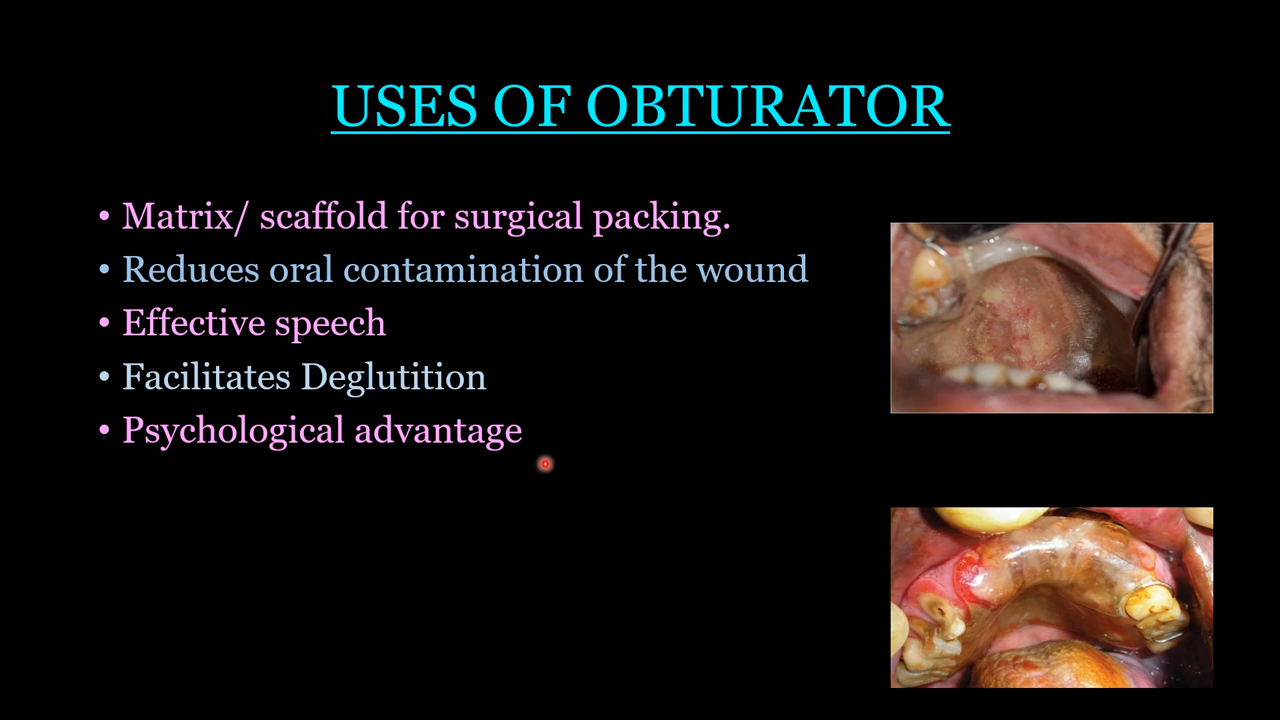 USES OF OBTURATOR
• Matrix/ scaffold for surgical packing.
• Reduces oral contamination of the wound
• Effective speech
• Facilitates Deglutition
• Psychological advantage